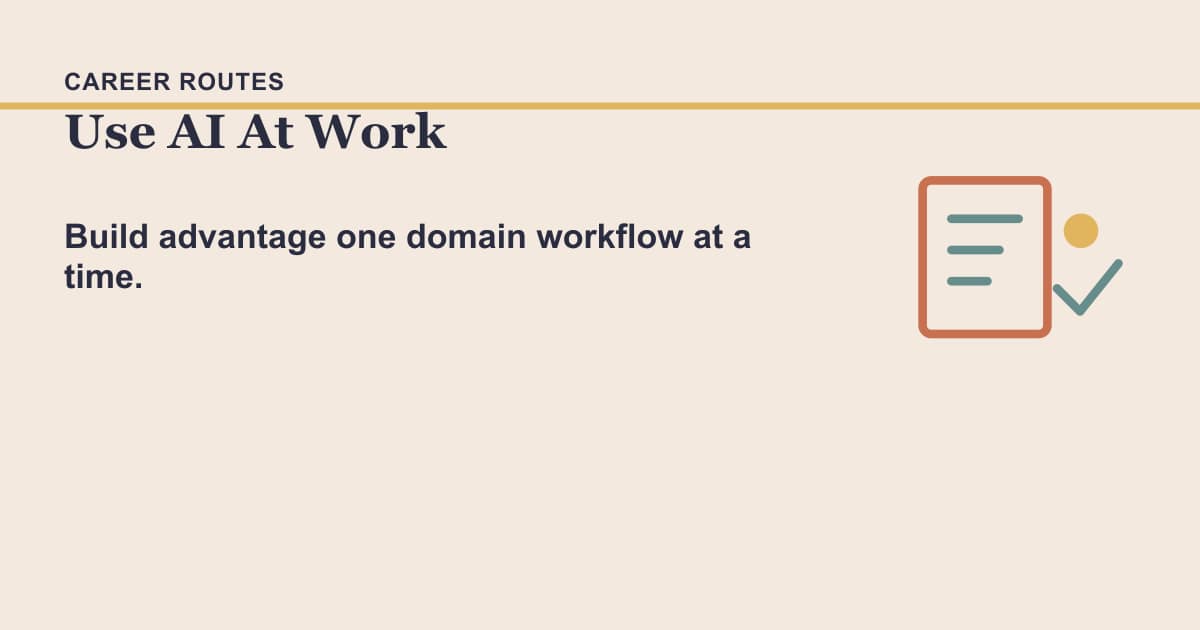 CAREER ROUTES
Use AI At Work
Build advantage one domain workflow at a
time.